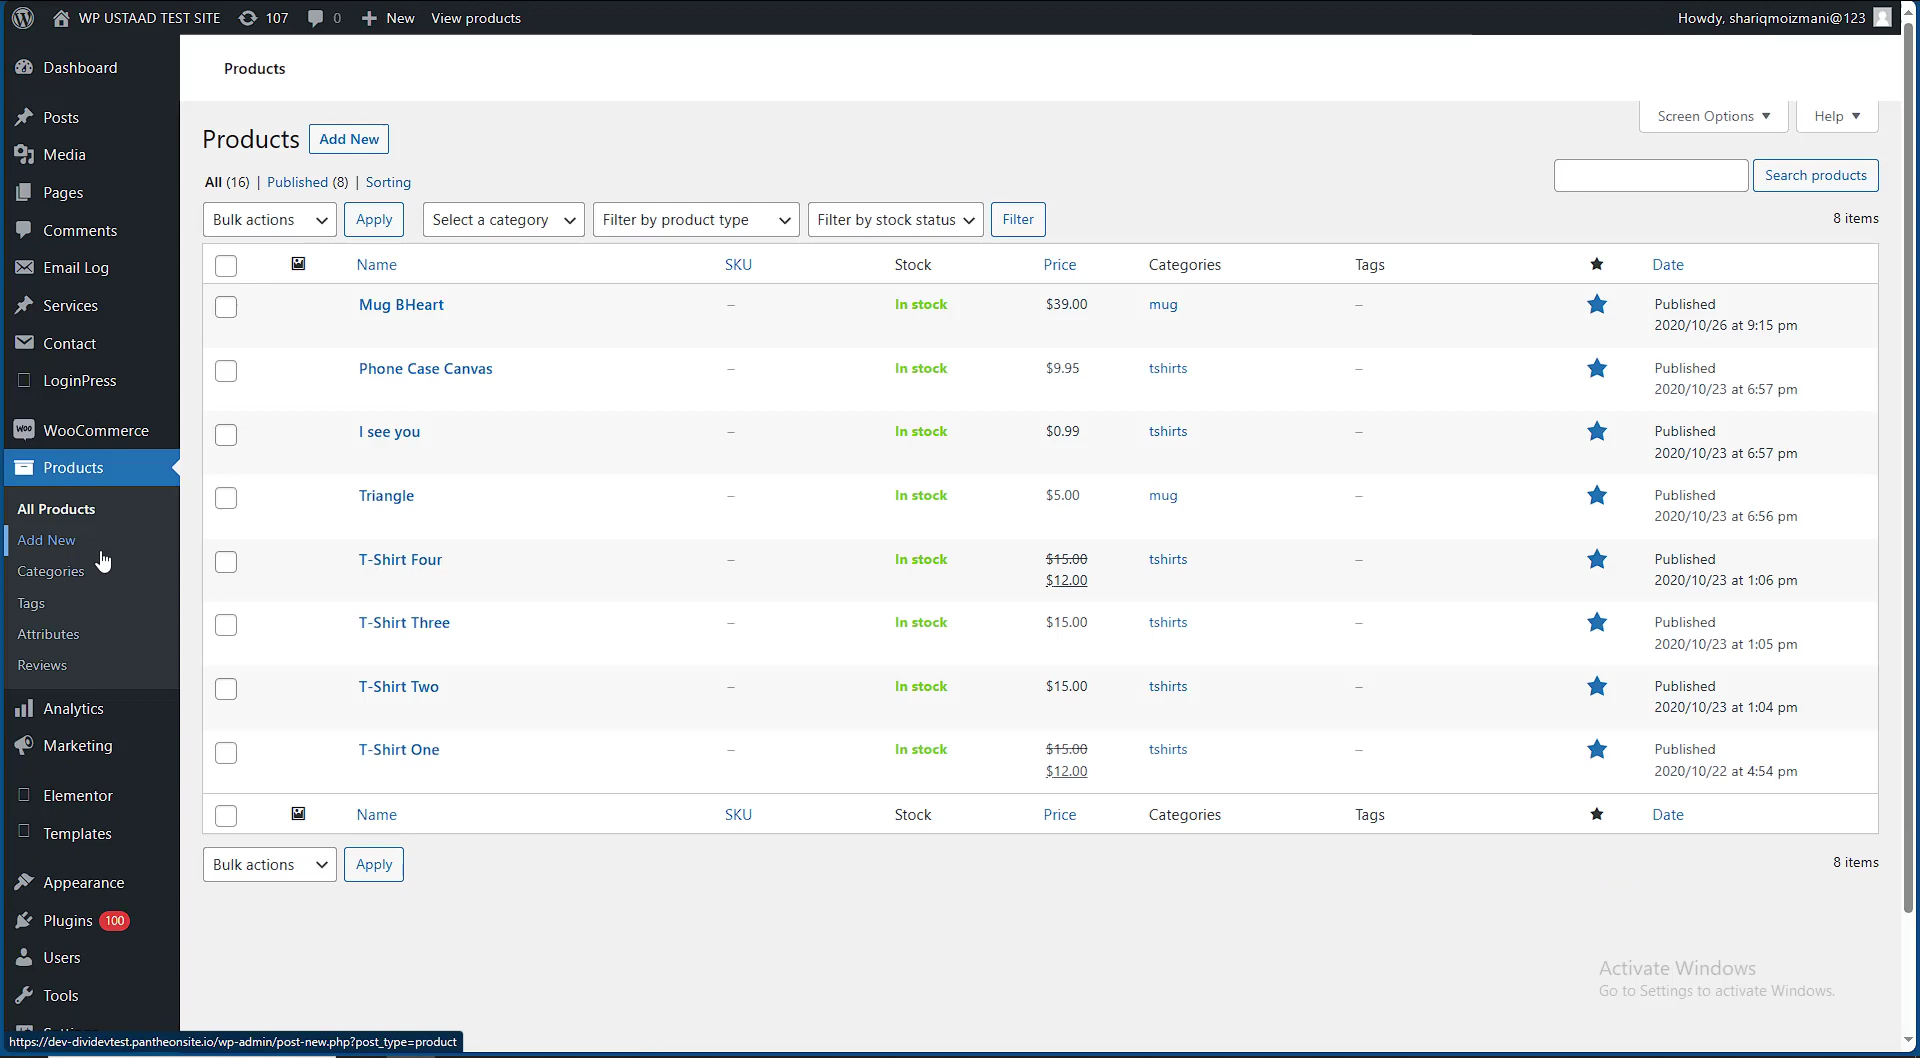 WP USTAAD TEST SITE 107 0 New View products Howdy, shariqmoizmani@123
Dashboard
Posts
Media
Pages
Comments
Email Log
Services
Contact
LoginPress
WooCommerce
Products
All Products
Add New
Categories
Tags
Attributes
Reviews
Analytics
Marketing
Elementor
Templates
Appearance
Plugins 100
Users
Tools
Products
Screen Options Help
Products Add New
All (16) | Published (8) | Sorting
Search products
Bulk actions Apply Select a category Filter by product type Filter by stock status Filter 8 items
Name SKU Stock Price Categories Tags Date
Mug BHeart – In stock $39.00 mug – Published
2020/10/26 at 9:15 pm
Phone Case Canvas – In stock $9.95 tshirts – Published
2020/10/23 at 6:57 pm
I see you – In stock $0.99 tshirts – Published
2020/10/23 at 6:57 pm
Triangle – In stock $5.00 mug – Published
2020/10/23 at 6:56 pm
T-Shirt Four – In stock $15.00 tshirts – Published
$12.00 2020/10/23 at 1:06 pm
T-Shirt Three – In stock $15.00 tshirts – Published
2020/10/23 at 1:05 pm
T-Shirt Two – In stock $15.00 tshirts – Published
2020/10/23 at 1:04 pm
T-Shirt One – In stock $15.00 tshirts – Published
$12.00 2020/10/22 at 4:54 pm
Name SKU Stock Price Categories Tags Date
Bulk actions Apply 8 items
Activate Windows
Go to Settings to activate Windows.
https://dev-dividevtest.pantheonsite.io/wp-admin/post-new.php?post_type=product